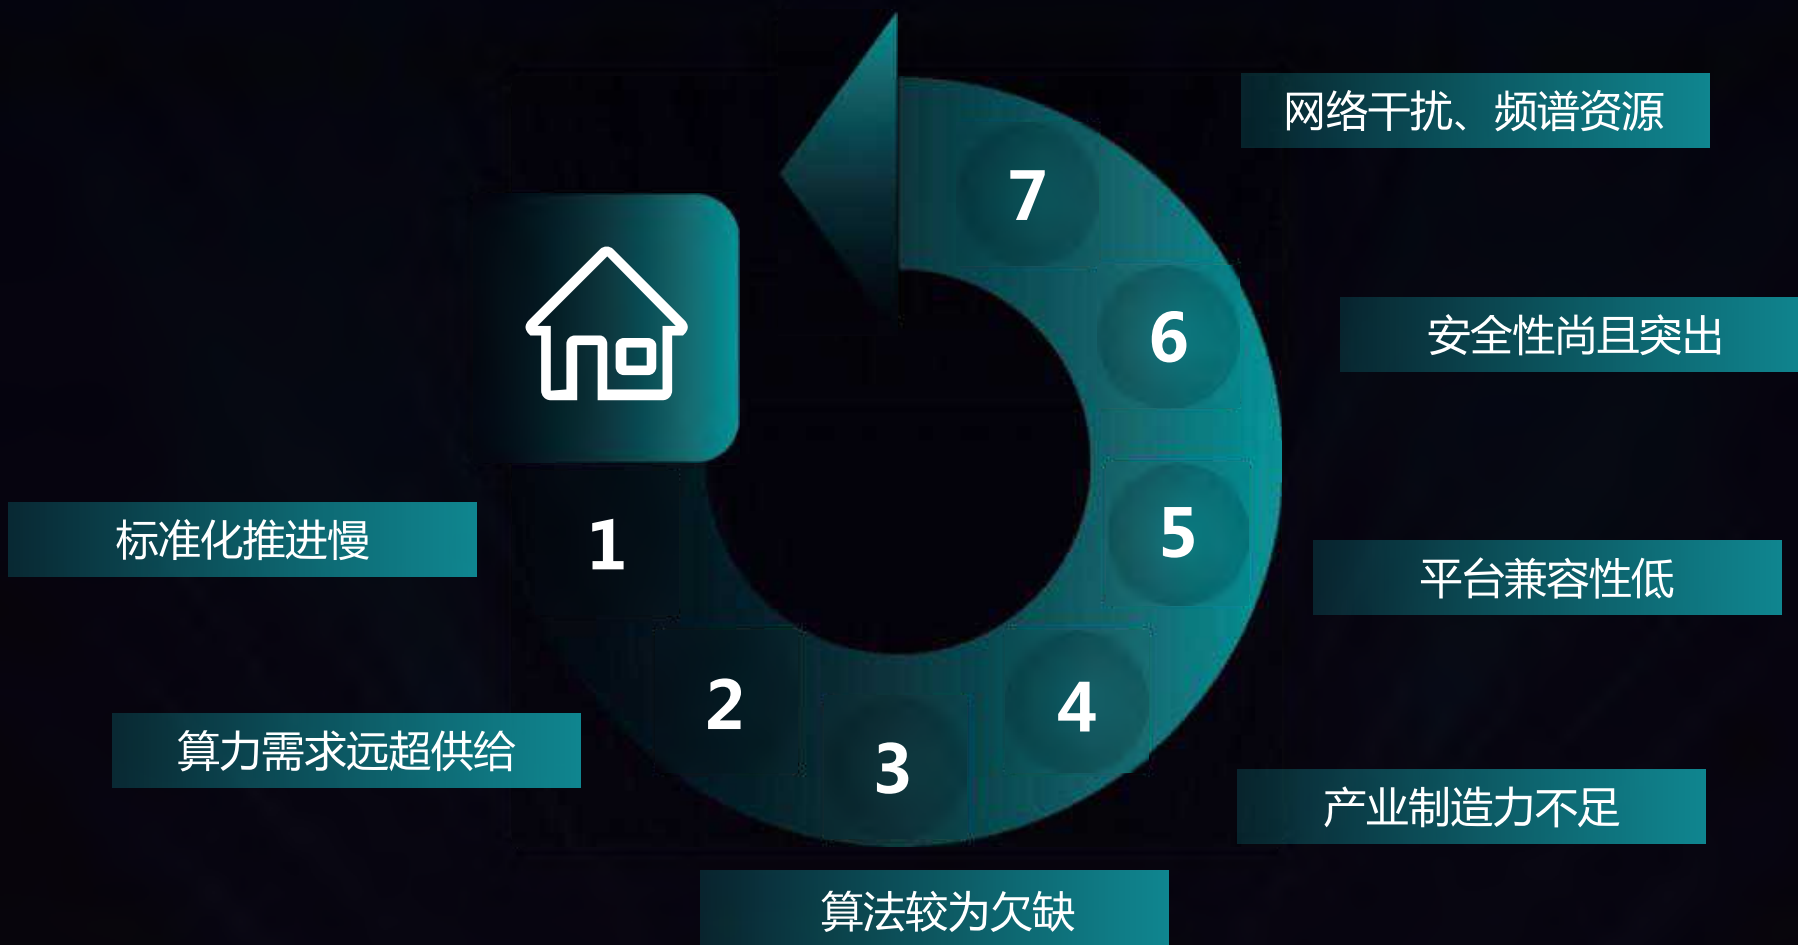 网络干扰、频谱资源
7
6
安全性尚且突出
5
平台兼容性低
标准化推进慢
1
2
算力需求远超供给
3
4
产业制造力不足
算法较为欠缺